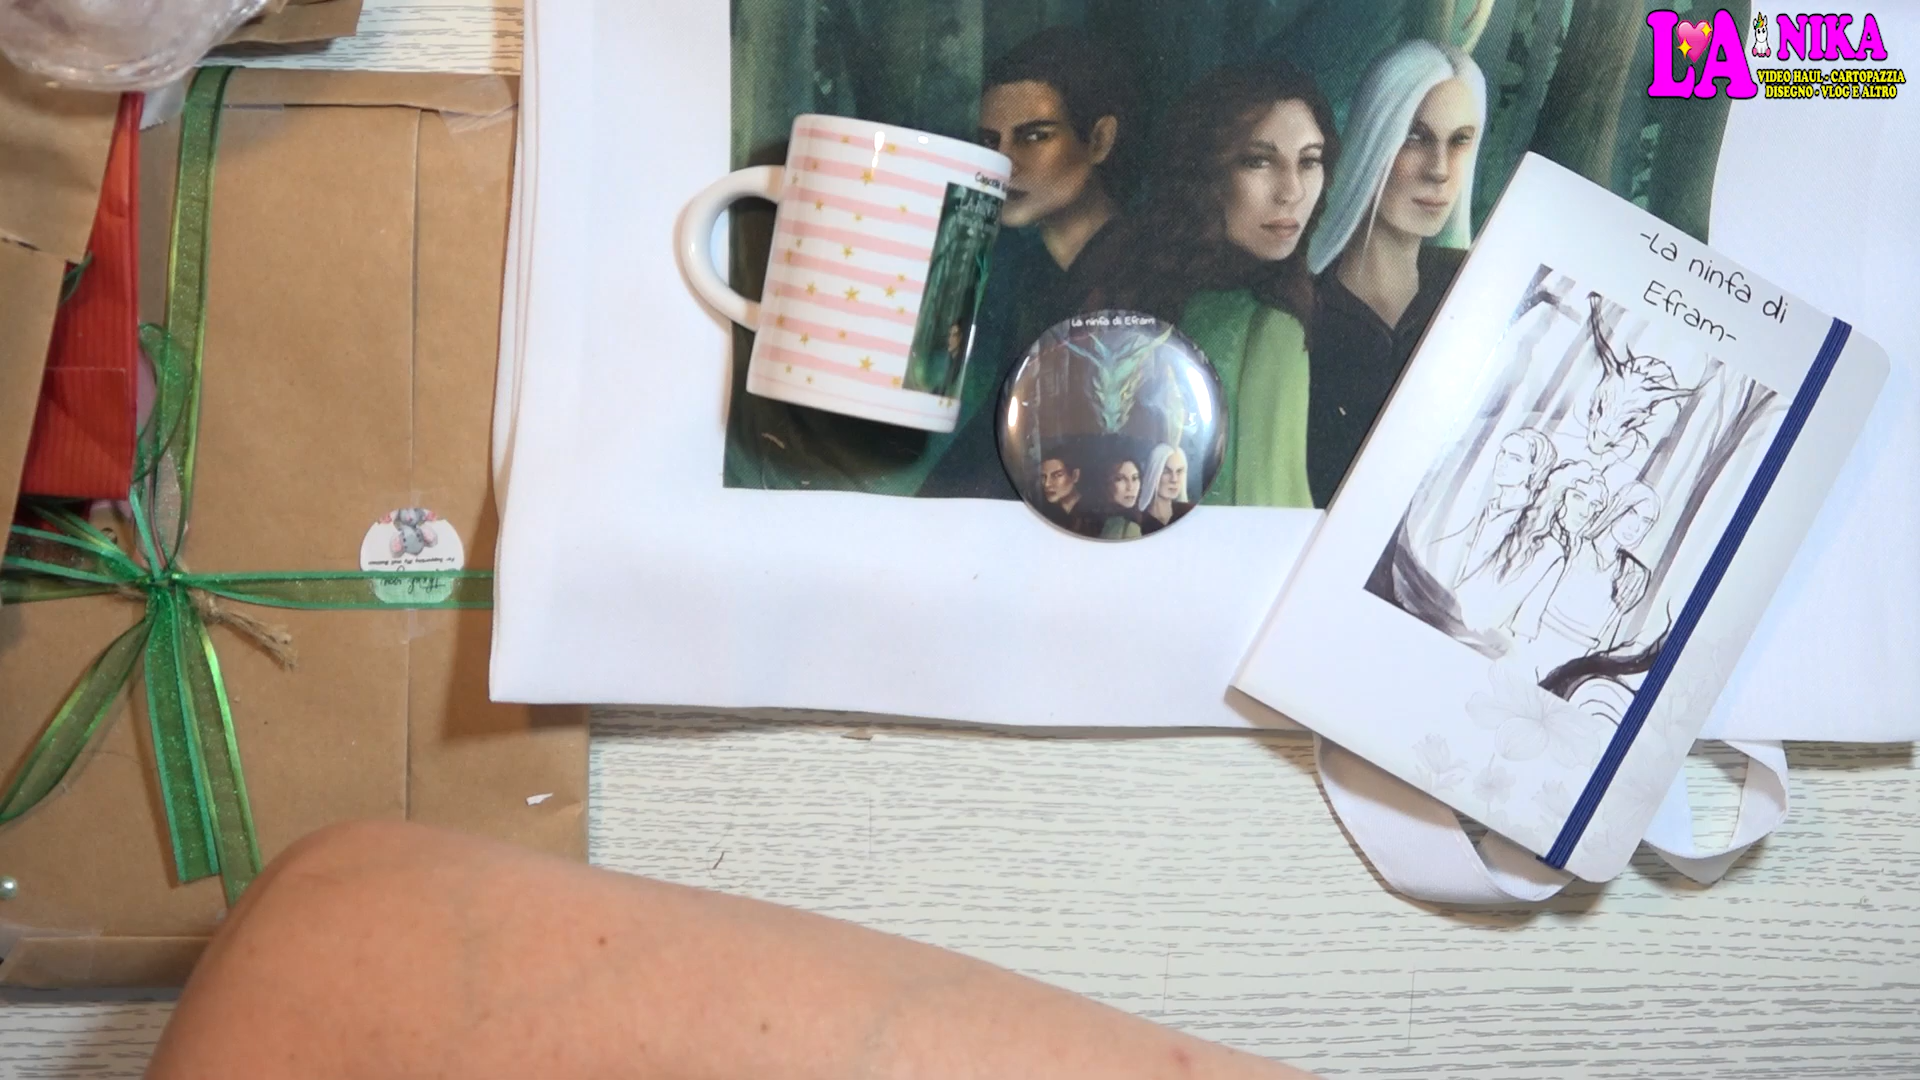 LA NIKA
VIDEO HAUL - CARTOPAZZIA
DISEGNO - VLOG E ALTRO
La ninfa di Efram
-La ninfa di
Efram-